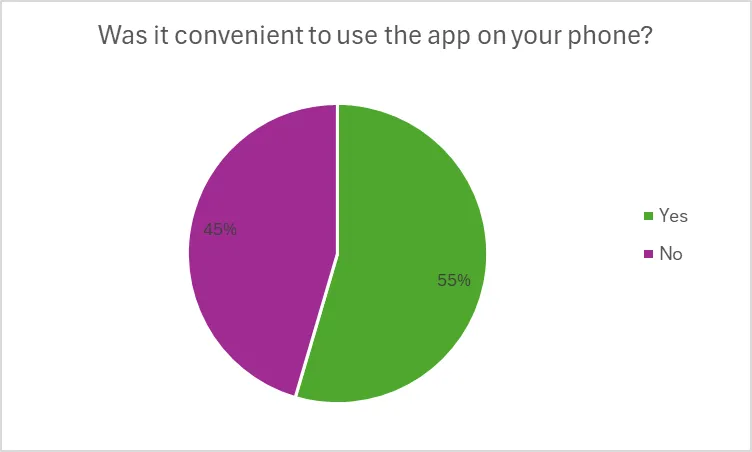 Was it convenient to use the app on your phone?
45%
55%
Yes
No